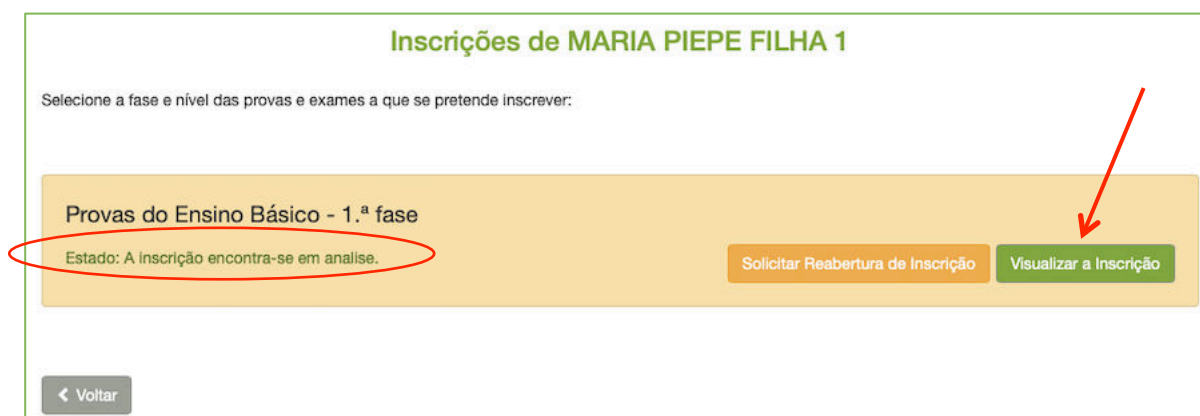 Inscrições de MARIA PIEPE FILHA 1
Selecione a fase e nível das provas e exames a que se pretende inscrever:
Provas do Ensino Básico - 1.ª fase
Estado: A inscrição encontra-se em analise.
Solicitar Reabertura de Inscrição
Visualizar a Inscrição
Voltar